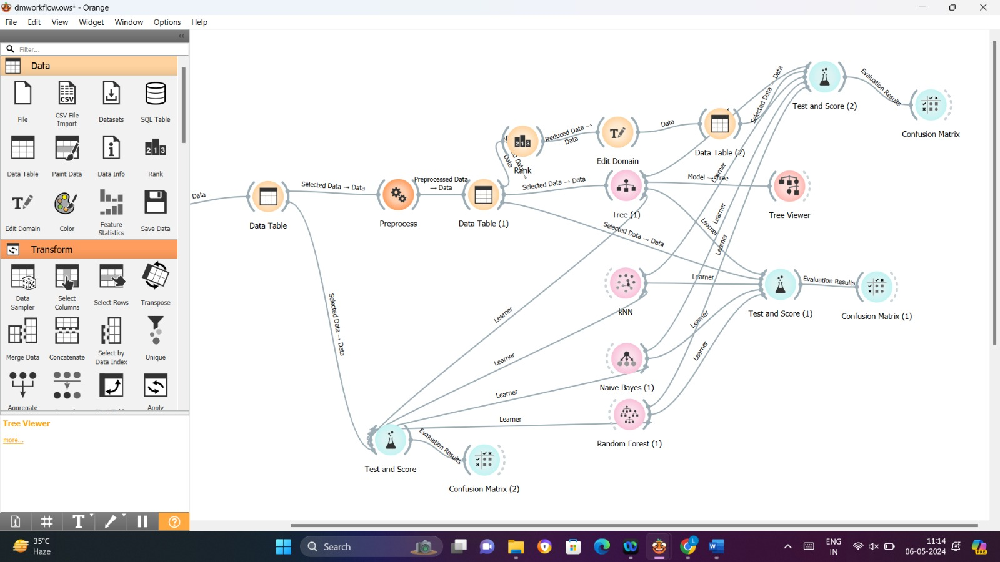 dmworkflow.ows* - Orange
File Edit View Widget Window Options Help
Filter...
Data
File
CSV File
Import
Datasets
SQL Table
Data Table
Paint Data
Data Info
Rank
Edit Domain
Color
Feature
Statistics
Save Data
Transform
Data
Sampler
Select
Columns
Select Rows
Transpose
Merge Data
Concatenate
Select by
Data Index
Unique
Aggregate
Apply
Tree Viewer
more...
Data
Data Table
Selected Data → Data
Preprocess
Preprocessed Data
→ Data
Data Table (1)
Rank
Reduced Data →
Data
Edit Domain
Data
Data Table (2)
Selected Data → Data
Test and Score (2)
Evaluation Results
Confusion Matrix
Selected Data → Data
Tree (1)
Model → Tree
Tree Viewer
Learner
Learner
Learner
Learner
Selected Data → Data
kNN
Learner
Test and Score (1)
Evaluation Results
Confusion Matrix (1)
Selected Data → Data
Learner
Learner
Learner
Naive Bayes (1)
Learner
Learner
Learner
Random Forest (1)
Test and Score
Evaluation Results
Confusion Matrix (2)
35°C
Haze
Search
ENG
IN
11:14
06-05-2024
PRE